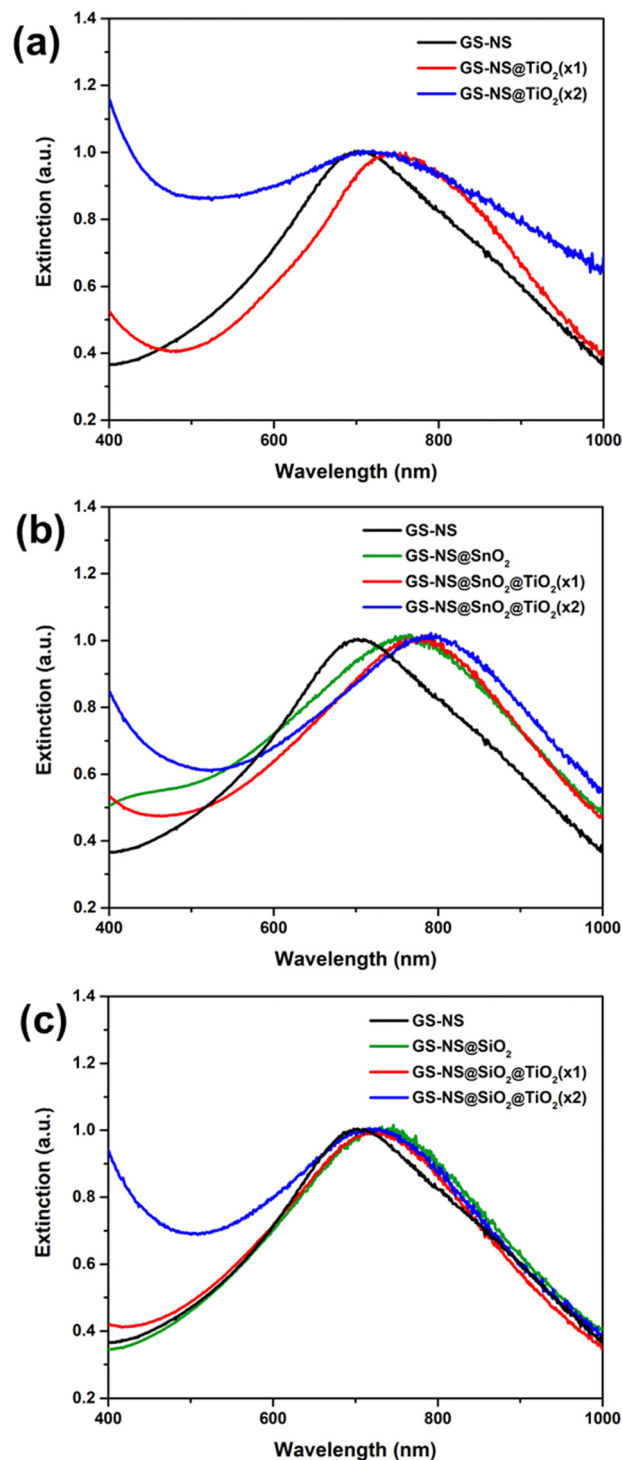 (a)
1.4
1.2
1.0
0.8
0.6
0.4
0.2
Extinction (a.u.)
GS-NS
GS-NS@TiO₂(x1)
GS-NS@TiO₂(x2)
400
600
800
1000
Wavelength (nm)
(b)
1.4
1.2
1.0
0.8
0.6
0.4
0.2
Extinction (a.u.)
GS-NS
GS-NS@SnO₂
GS-NS@SnO₂@TiO₂(x1)
GS-NS@SnO₂@TiO₂(x2)
400
600
800
1000
Wavelength (nm)
(c)
1.4
1.2
1.0
0.8
0.6
0.4
0.2
Extinction (a.u.)
GS-NS
GS-NS@SiO₂
GS-NS@SiO₂@TiO₂(x1)
GS-NS@SiO₂@TiO₂(x2)
400
600
800
1000
Wavelength (nm)